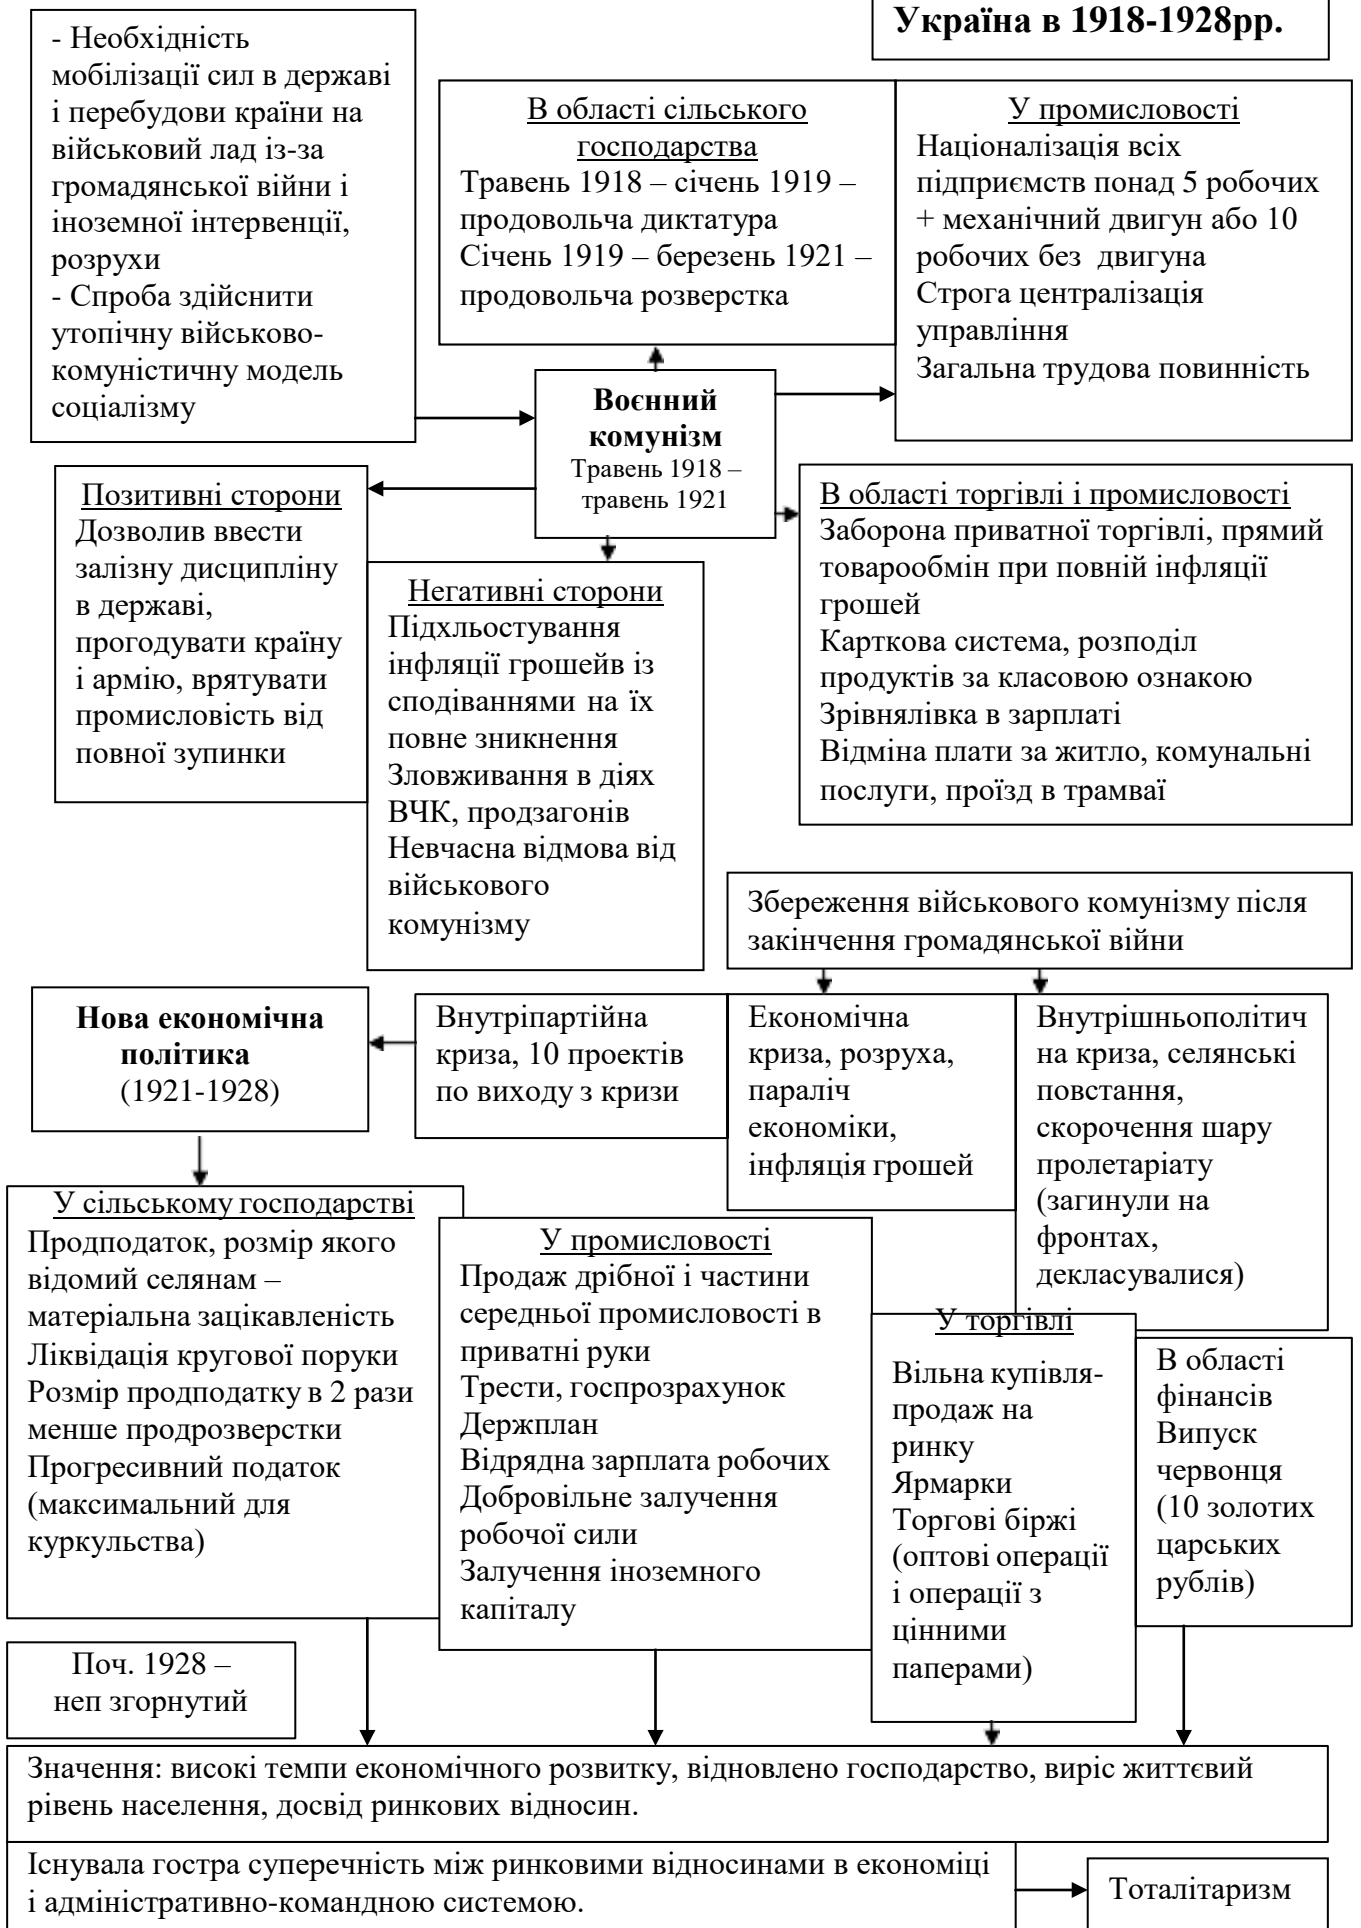 Україна в 1918-1928рр.
- Необхідність
мобілізації сил в державі
і перебудови країни на
військовий лад із-за
громадянської війни і
іноземної інтервенції,
розрухи
- Спроба здійснити
утопічну військово-
комуністичну модель
соціалізму
В області сільського
господарства
Травень 1918 – січень 1919 –
продовольча диктатура
Січень 1919 – березень 1921 –
продовольча розверстка
У промисловості
Націоналізація всіх
підприємств понад 5 робочих
+ механічний двигун або 10
робочих без двигуна
Строга централізація
управління
Загальна трудова повинність
Воєнний
комунізм
Травень 1918 –
травень 1921
Позитивні сторони
Дозволив ввести
залізну дисципліну
в державі,
прогодувати країну
і армію, врятувати
промисловість від
повної зупинки
Негативні сторони
Підхльостування
інфляції грошейв із
сподіваннями на їх
повне зникнення
Зловживання в діях
ВЧК, продзагонів
Невчасна відмова від
військового
комунізму
В області торгівлі і промисловості
Заборона приватної торгівлі, прямий
товарообмін при повній інфляції
грошей
Карткова система, розподіл
продуктів за класовою ознакою
Зрівнялівка в зарплаті
Відміна плати за житло, комунальні
послуги, проїзд в трамваї
Збереження військового комунізму після
закінчення громадянської війни
Нова економічна
політика
(1921-1928)
Внутріпартійна
криза, 10 проектів
по виходу з кризи
Економічна
криза, розруха,
параліч
економіки,
інфляція грошей
Внутрішньополітич
на криза, селянські
повстання,
скорочення шару
пролетаріату
(загинули на
фронтах,
декласувалися)
У сільському господарстві
Продподаток, розмір якого
відомий селянам –
матеріальна зацікавленість
Ліквідація кругової поруки
Розмір продподатку в 2 рази
менше продрозверстки
Прогресивний податок
(максимальний для
куркульства)
У промисловості
Продаж дрібної і частини
середньої промисловості в
приватні руки
Трести, госпрозрахунок
Держплан
Відрядна зарплата робочих
Добровільне залучення
робочої сили
Залучення іноземного
капіталу
У торгівлі
Вільна купівля-
продаж на
ринку
Ярмарки
Торгові біржі
(оптові операції
і операції з
цінними
паперами)
В області
фінансів
Випуск
червонця
(10 золотих
царських
рублів)
Поч. 1928 –
неп згорнутий
Значення: високі темпи економічного розвитку, відновлено господарство, виріс життєвий
рівень населення, досвід ринкових відносин.
Існувала гостра суперечність між ринковими відносинами в економіці
і адміністративно-командною системою.
Тоталітаризм